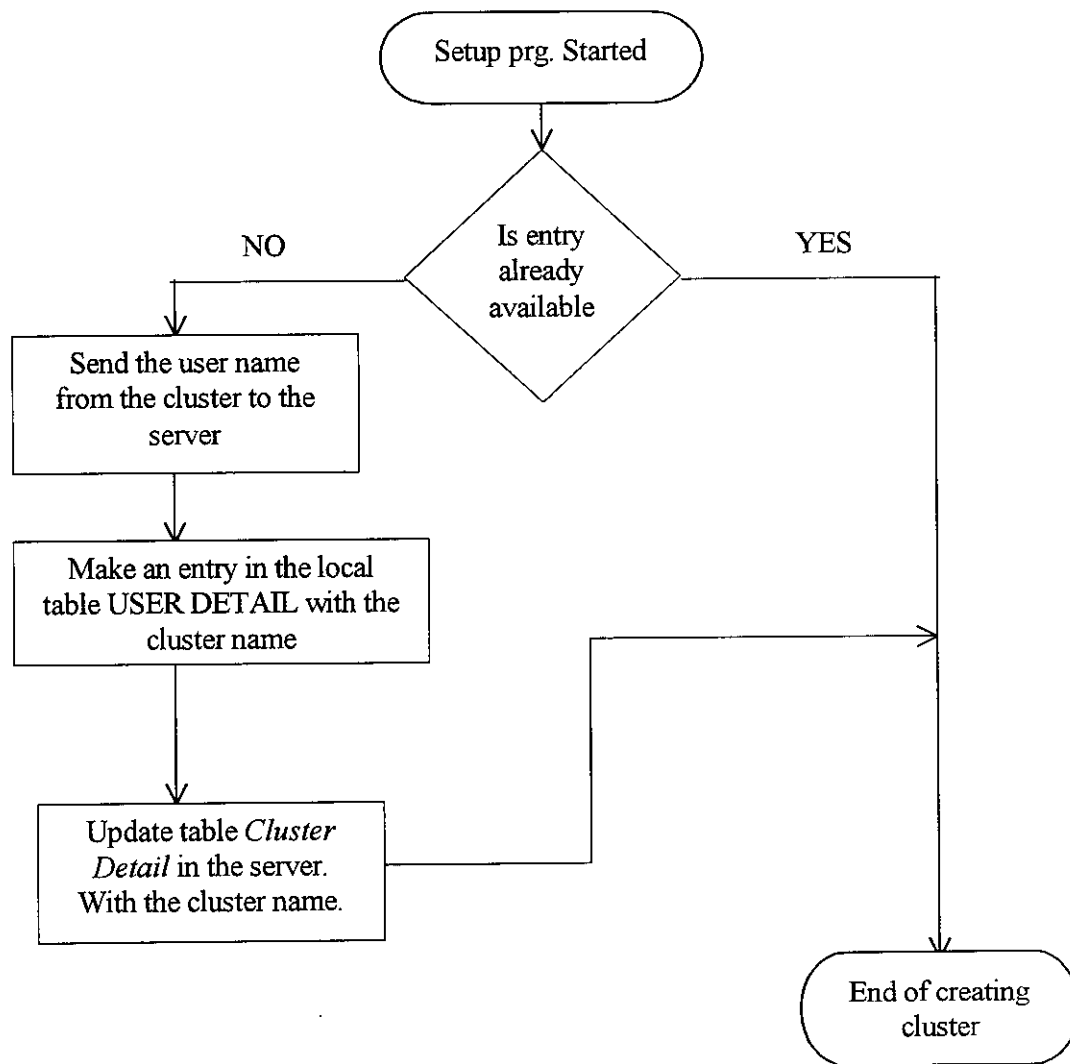 Setup prg. Started
NO
Is entry
already
available
YES
Send the user name
from the cluster to the
server
Make an entry in the local
table USER DETAIL with the
cluster name
Update table Cluster
Detail in the server.
With the cluster name.
End of creating
cluster